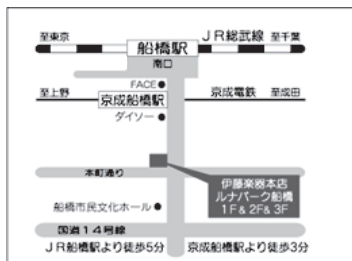 至東京
JR総武線 至千葉
船橋駅
南口
FACE●
至上野
京成船橋駅
京成電鉄 至成田
ダイソー●
本町通り
伊藤楽器本店
ルナパーク船橋
1F& 2F& 3F
船橋市民文化ホール●
国道14号線
JR船橋駅より徒歩5分 京成船橋駅より徒歩3分